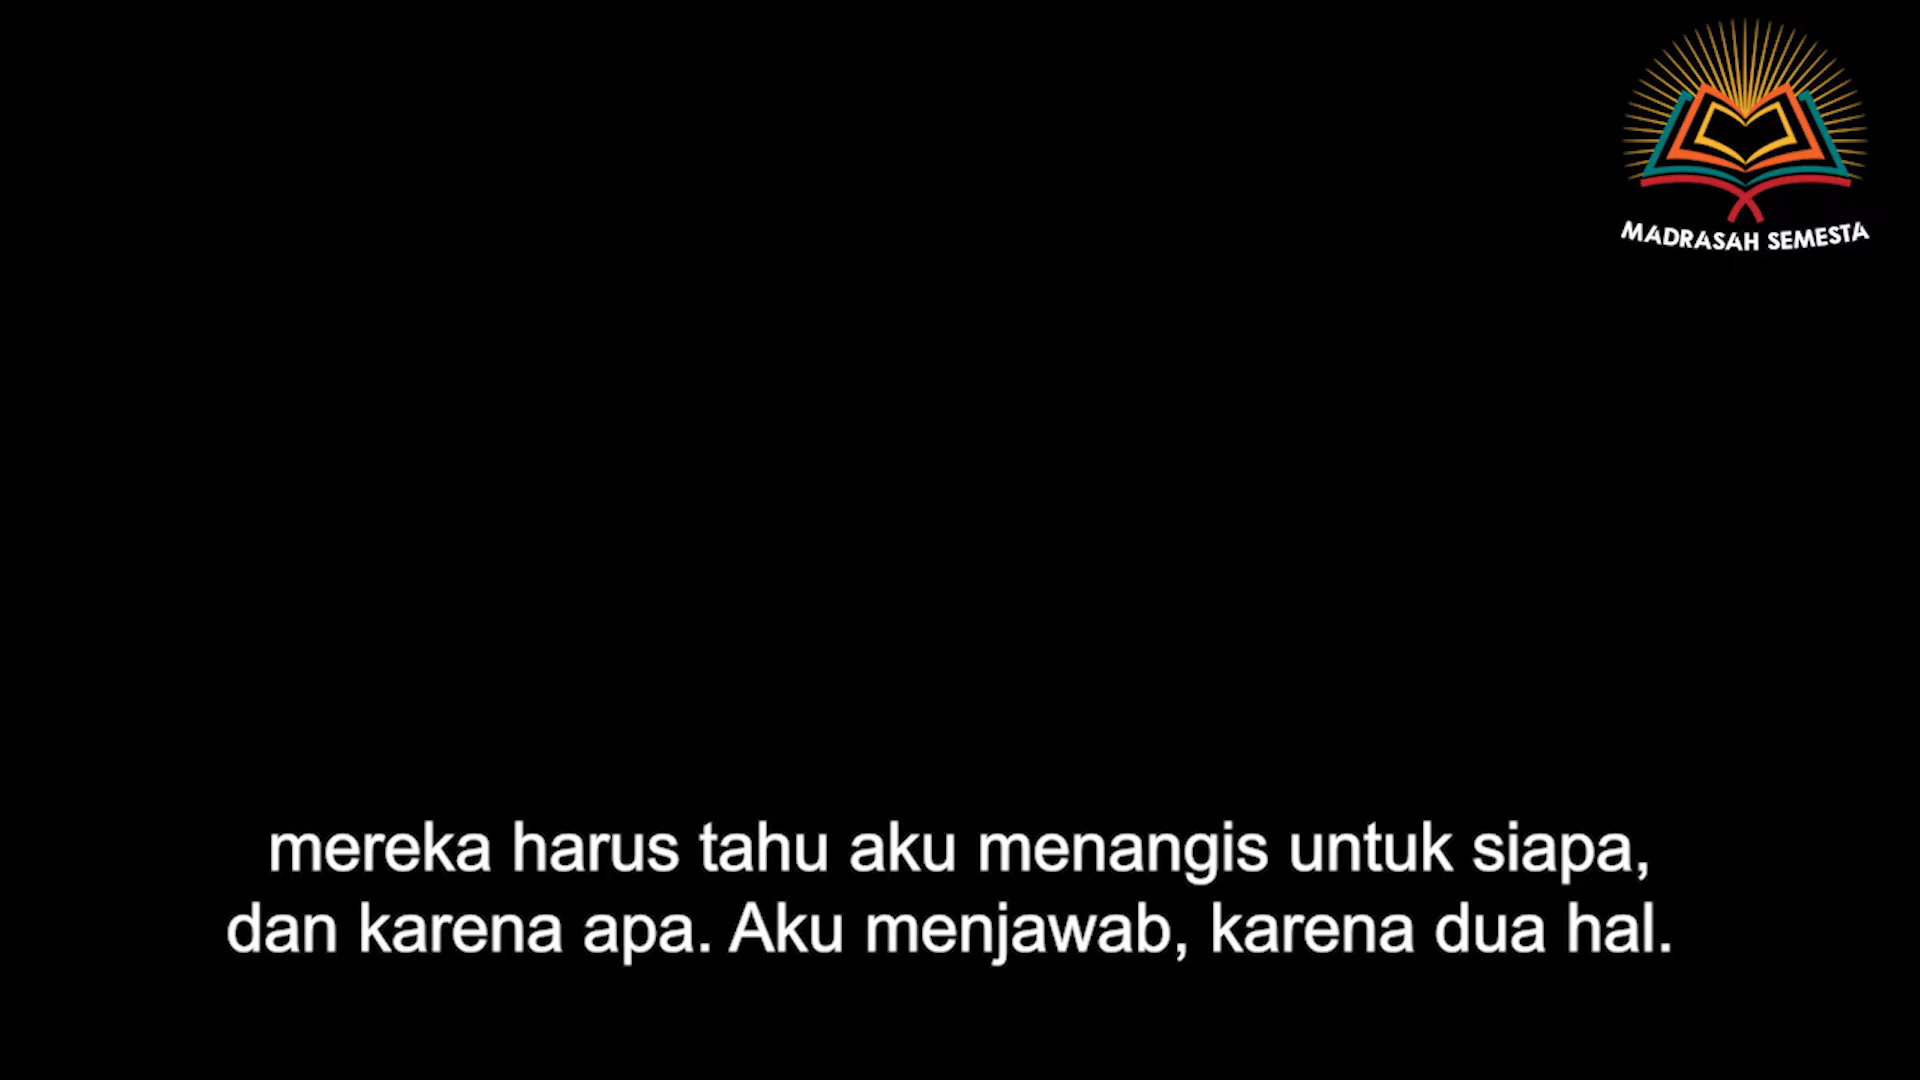 MADRASAH SEMESTA
mereka harus tahu aku menangis untuk siapa,
dan karena apa. Aku menjawab, karena dua hal.